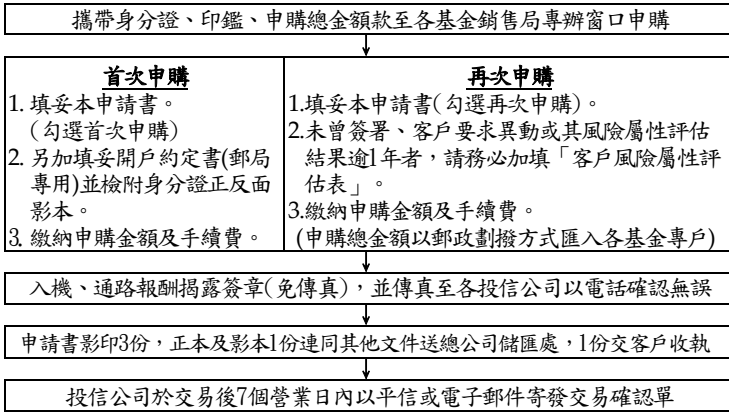 攜帶身分證、印鑑、申購總金額款至各基金銷售局專辦窗口申購
首次申購
1. 填妥本申請書。
(勾選首次申購)
2. 另加填妥開戶約定書(郵局
專用)並檢附身分證正反面
影本。
3. 繳納申購金額及手續費。
再次申購
1.填妥本申請書(勾選再次申購)。
2.未曾簽署、客戶要求異動或其風險屬性評估
結果逾1年者，請務必加填「客戶風險屬性評
估表」。
3.繳納申購金額及手續費。
(申購總金額以郵政劃撥方式匯入各基金專戶)
入機、通路報酬揭露簽章(免傳真)，並傳真至各投信公司以電話確認無誤
申請書影印3份，正本及影本1份連同其他文件送總公司儲匯處，1份交客戶收執
投信公司於交易後7個營業日內以平信或電子郵件寄發交易確認單